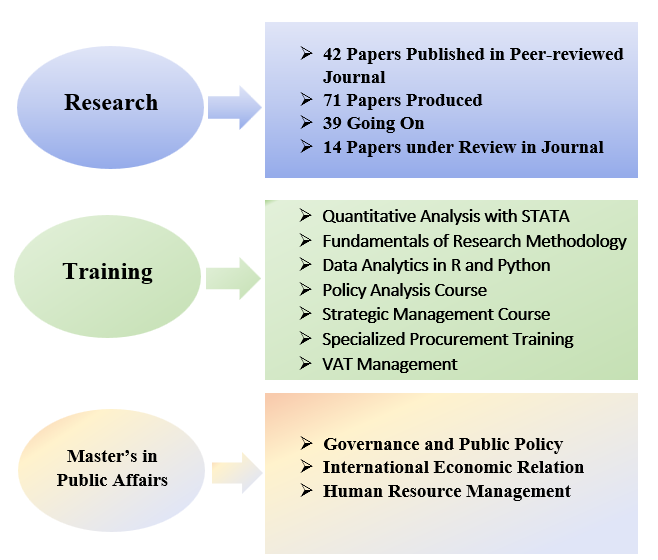 Research
➢ 42 Papers Published in Peer-reviewed
Journal
➢ 71 Papers Produced
➢ 39 Going On
➢ 14 Papers under Review in Journal
Training
➢ Quantitative Analysis with STATA
➢ Fundamentals of Research Methodology
➢ Data Analytics in R and Python
➢ Policy Analysis Course
➢ Strategic Management Course
➢ Specialized Procurement Training
➢ VAT Management
Master’s in
Public Affairs
➢ Governance and Public Policy
➢ International Economic Relation
➢ Human Resource Management